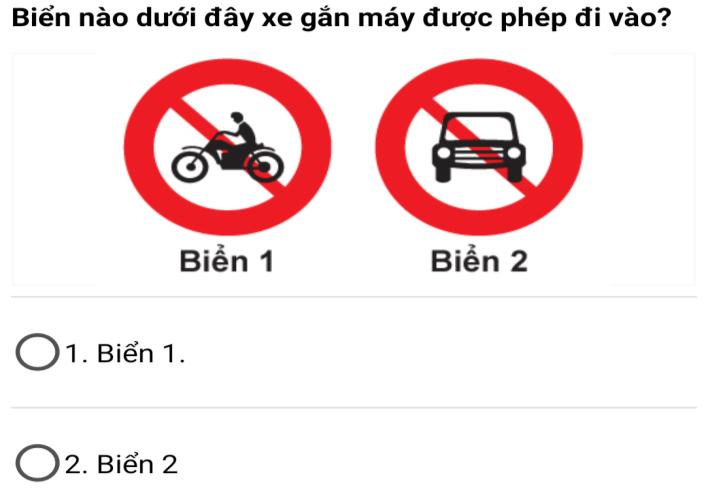 Biển nào dưới đây xe gắn máy được phép đi vào?
Biển 1
Biển 2
1. Biển 1.
2. Biển 2